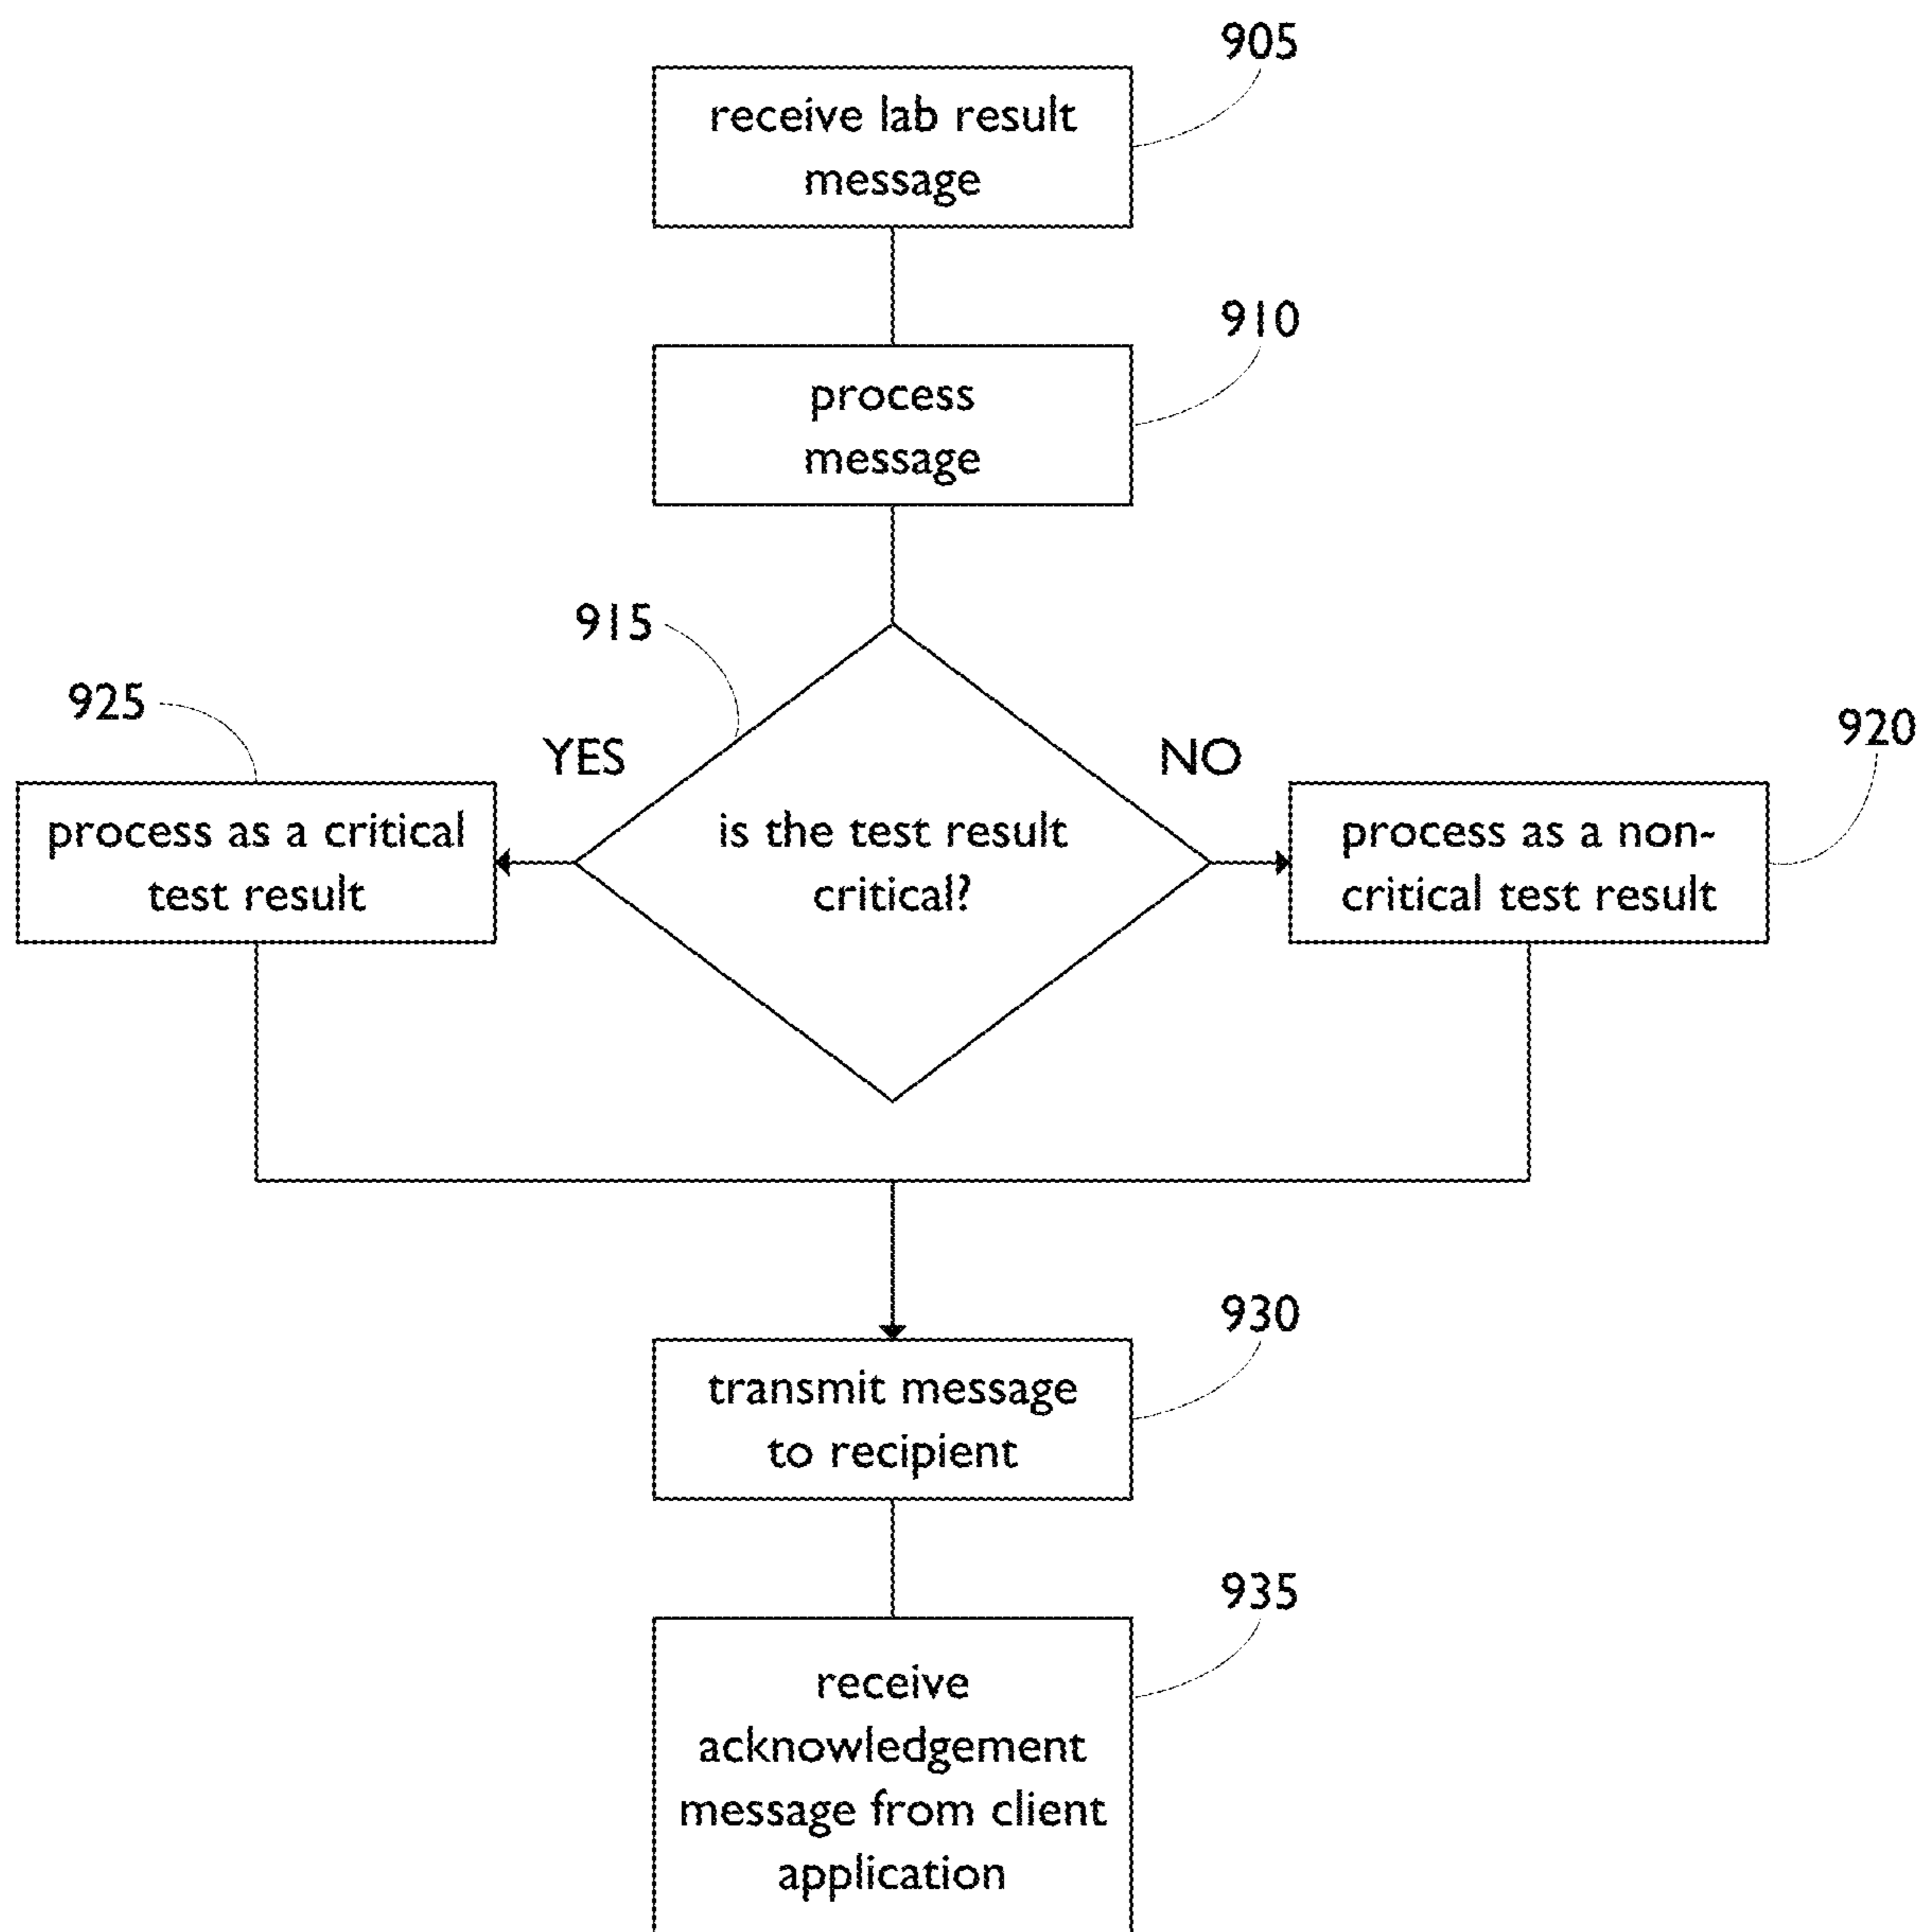 905
receive lab result
message
910
process
message
915
925
YES
NO
920
process as a critical
test result
is the test result
critical?
process as a non-
critical test result
930
transmit message
to recipient
935
receive
acknowledgement
message from client
application